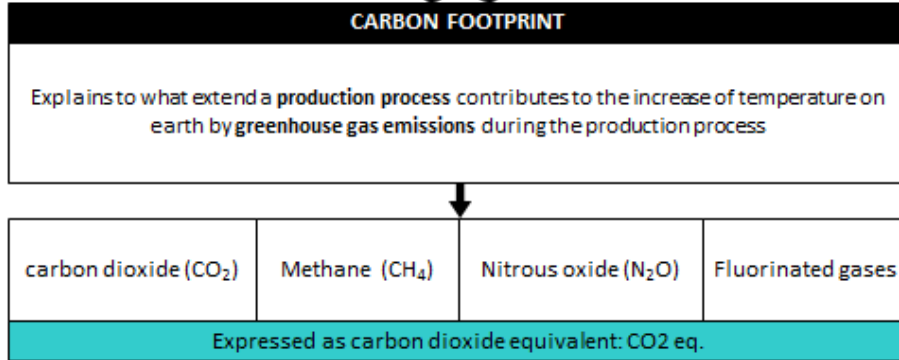 CARBON FOOTPRINT
Explains to what extend a production process contributes to the increase of temperature on
earth by greenhouse gas emissions during the production process
carbon dioxide (CO₂) Methane (CH₄) Nitrous oxide (N₂O) Fluorinated gases
Expressed as carbon dioxide equivalent: CO2 eq.